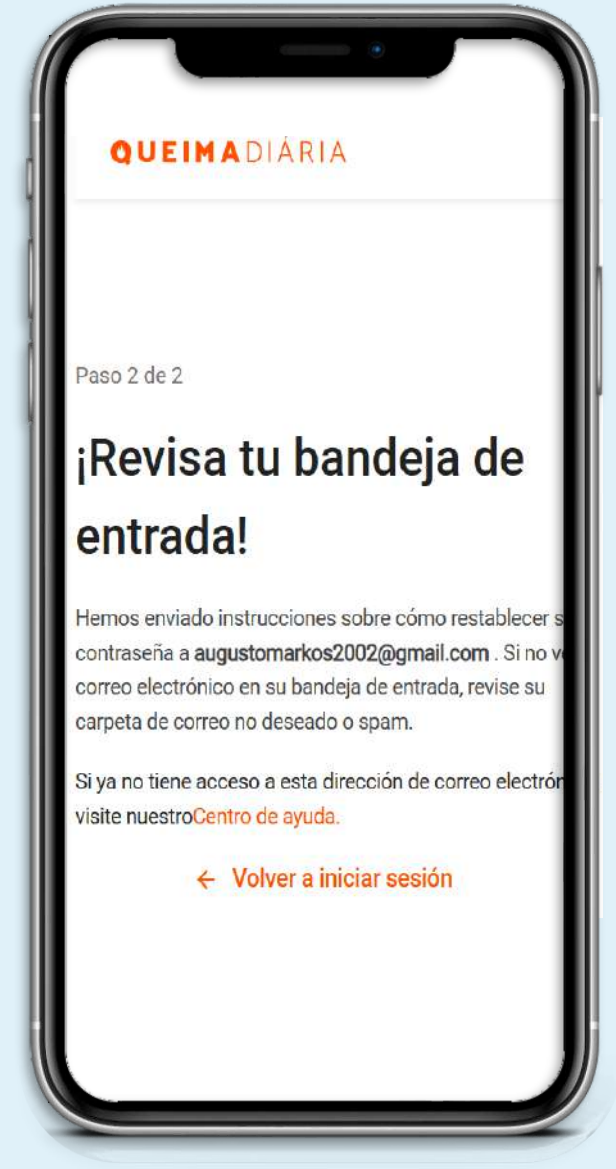 QUEIMADIÁRIA
Paso 2 de 2
¡Revisa tu bandeja de
entrada!
Hemos enviado instrucciones sobre cómo restablecer s
contraseña a augustomarkos2002@gmail.com . Si no v
correo electrónico en su bandeja de entrada, revise su
carpeta de correo no deseado o spam.
Si ya no tiene acceso a esta dirección de correo electrón
visite nuestroCentro de ayuda.
← Volver a iniciar sesión